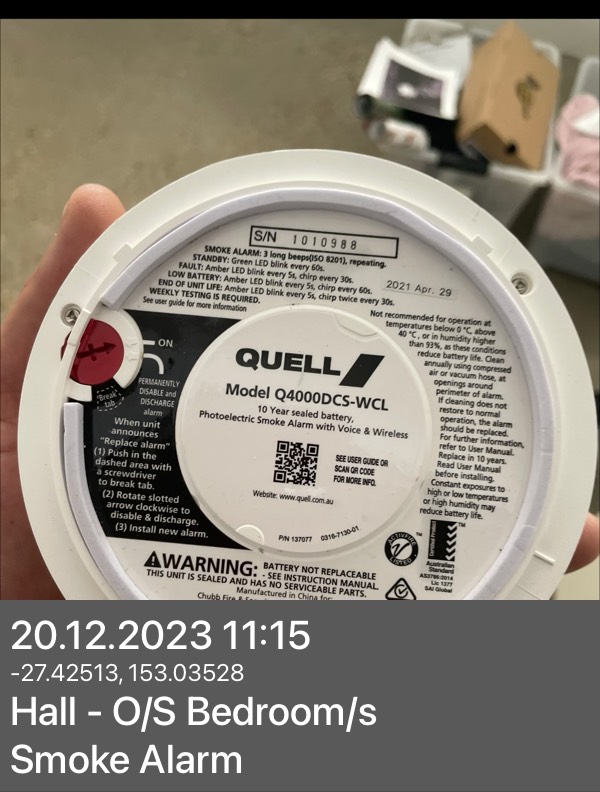 S/N 1010988
SMOKE ALARM: 3 long beeps(ISO 8201), repeating.
STANDBY: Green LED blink every 60s.
FAULT: Amber LED blink every 5s, chirp every 30s.
LOW BATTERY: Amber LED blink every 5s, chirp every 60s.
END OF UNIT LIFE: Amber LED blink every 5s, chirp twice every 30s.
WEEKLY TESTING IS REQUIRED.
See user guide for more information
2021 Apr. 29
Not recommended for operation at
temperatures below 0 °C, above
40 °C, or in humidity higher
than 93%, as these conditions
reduce battery life. Clean
annually using compressed
air or vacuum hose, at
openings around
perimeter of alarm.
If cleaning does not
restore to normal
operation, the alarm
should be replaced.
For further information,
refer to User Manual.
Replace in 10 years.
Read User Manual
before installing.
Constant exposures to
high or low temperatures
or high humidity may
reduce battery life.
ON
PERMANENTLY
DISABLE and
DISCHARGE
alarm
"Break"
tab
When unit
announces
"Replace alarm"
(1) Push in the
dashed area with
a screwdriver
to break tab.
(2) Rotate slotted
arrow clockwise to
disable & discharge.
(3) Install new alarm.
QUELL
Model Q4000DCS-WCL
10 Year sealed battery,
Photoelectric Smoke Alarm with Voice & Wireless
SEE USER GUIDE OR
SCAN QR CODE
FOR MORE INFO.
Website: www.quell.com.au
P/N 137077 0316-7130-01
WARNING: BATTERY NOT REPLACEABLE
- SEE INSTRUCTION MANUAL.
THIS UNIT IS SEALED AND HAS NO SERVICEABLE PARTS.
Manufactured in China for:
Chubb Fire &
ACTIVFIRE
Certified Product
Australian
Standard
AS3786:2014
Lic 1377
SAI Global
20.12.2023 11:15
-27.42513, 153.03528
Hall - O/S Bedroom/s
Smoke Alarm